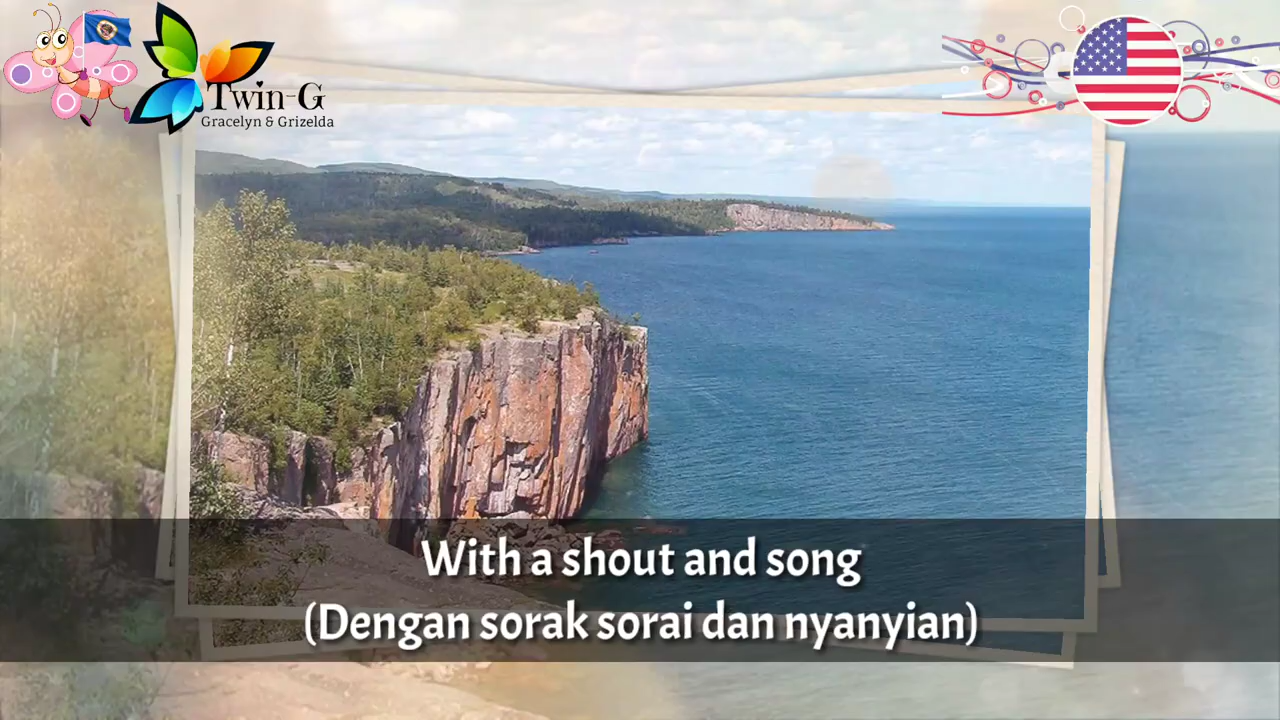 Twin-G
Gracelyn & Grizelda
With a shout and song
(Dengan sorak sorai dan nyanyian)